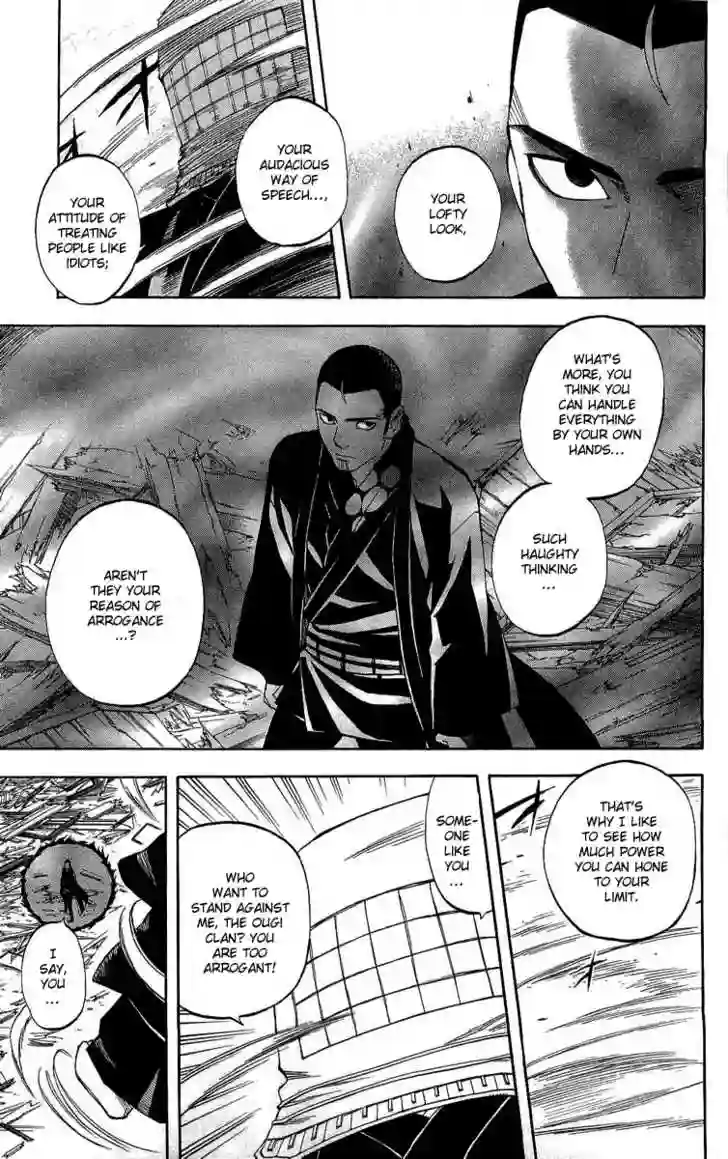 YOUR
LOFTY
LOOK,
YOUR
AUDACIOUS
WAY OF
SPEECH...,
YOUR
ATTITUDE OF
TREATING
PEOPLE LIKE
IDIOTS;
WHAT'S
MORE, YOU
THINK YOU
CAN HANDLE
EVERYTHING
BY YOUR OWN
HANDS...
SUCH
HAUGHTY
THINKING
...
AREN'T
THEY YOUR
REASON OF
ARROGANCE
...?
THAT'S
WHY I LIKE
TO SEE HOW
MUCH POWER
YOU CAN HONE
TO YOUR
LIMIT.
SOME-
ONE LIKE
YOU
...
WHO
WANT TO
STAND AGAINST
ME, THE OUGI
CLAN? YOU
ARE TOO
ARROGANT!
I
SAY,
YOU
...